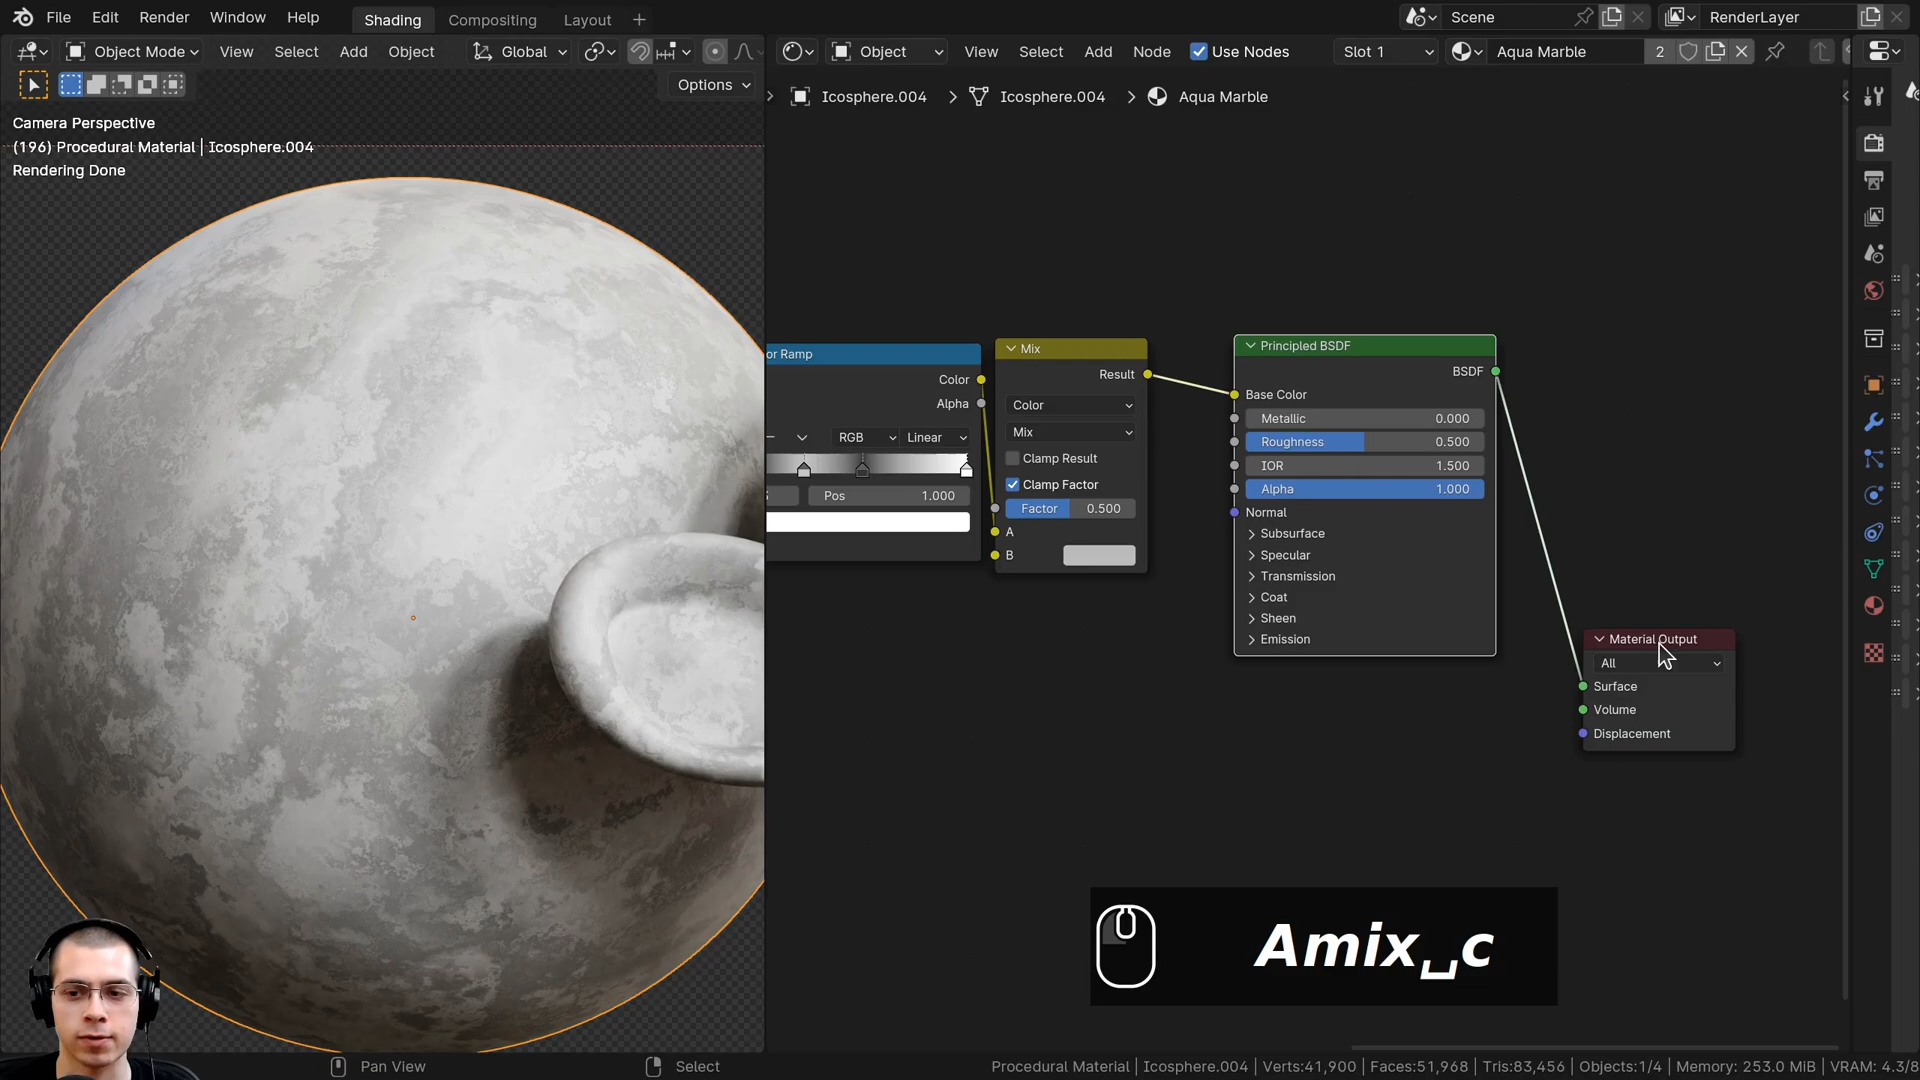 File Edit Render Window Help Shading Compositing Layout + Scene RenderLayer
Object Mode View Select Add Object Global Object View Select Add Node Use Nodes Slot 1 Aqua Marble 2
Options
Icosphere.004 > Icosphere.004 > Aqua Marble
Camera Perspective
(196) Procedural Material | Icosphere.004
Rendering Done
or Ramp
Color
Alpha
RGB Linear
Pos 1.000
Mix
Result
Color
Mix
Clamp Result
Clamp Factor
Factor 0.500
A
B
Principled BSDF
BSDF
Base Color
Metallic 0.000
Roughness 0.500
IOR 1.500
Alpha 1.000
Normal
Subsurface
Specular
Transmission
Coat
Sheen
Emission
Material Output
All
Surface
Volume
Displacement
Amix␣c
Pan View Select Procedural Material | Icosphere.004 | Verts:41,900 | Faces:51,968 | Tris:83,456 | Objects:1/4 | Memory: 253.0 MiB | VRAM: 4.3/8